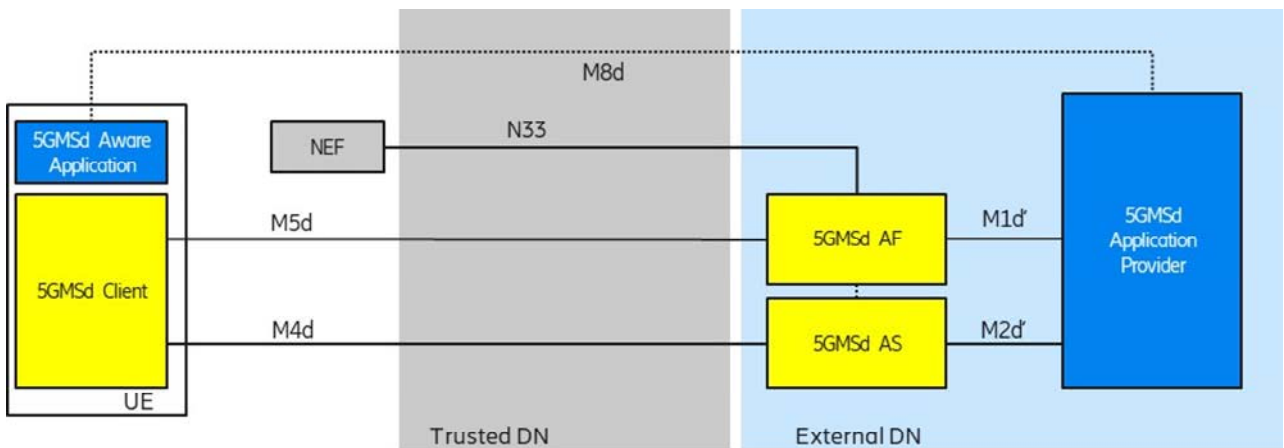 M8d
5GMSd Aware
Application
NEF
N33
M5d
5GMSd AF
M1d'
5GMSd
Application
Provider
5GMSd Client
M4d
5GMSd AS
M2d'
UE
Trusted DN
External DN